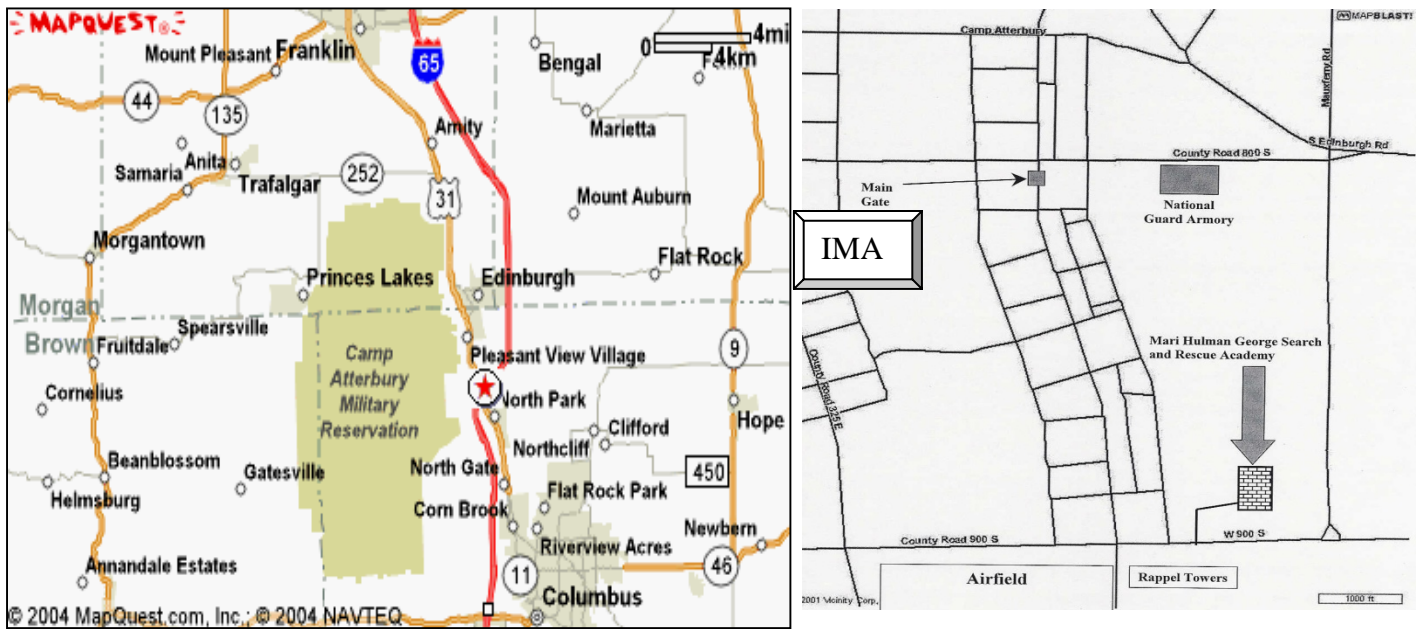 MAPQUEST®
65
0 4mi
4km
Mount Pleasant
Franklin
Bengal
44
135
Amity
Marietta
Anita
Samaria
Trafalgar
252
31
Mount Auburn
Morgantown
Princes Lakes
Edinburgh
Flat Rock
Morgan
Brown
Spearsville
Fruitdale
Pleasant View Village
9
Camp
Atterbury
Military
Reservation
Cornelius
North Park
Hope
Clifford
Northcliff
Beanblossom
Gatesville
North Gate
450
Helmsburg
Flat Rock Park
Corn Brook
Newbern
Riverview Acres
Annandale Estates
11
46
Columbus
© 2004 MapQuest.com, Inc.; © 2004 NAVTEQ
IMA
MAPBLAST!
Camp Atterbury
Mauxferry Rd
S Edinburgh Rd
County Road 800 S
Main
Gate
National
Guard Armory
Mari Hulman George Search
and Rescue Academy
County Road 325 E
County Road 900 S
W 900 S
Airfield
Rappel Towers
2001 Vicinity Corp.
1000 ft